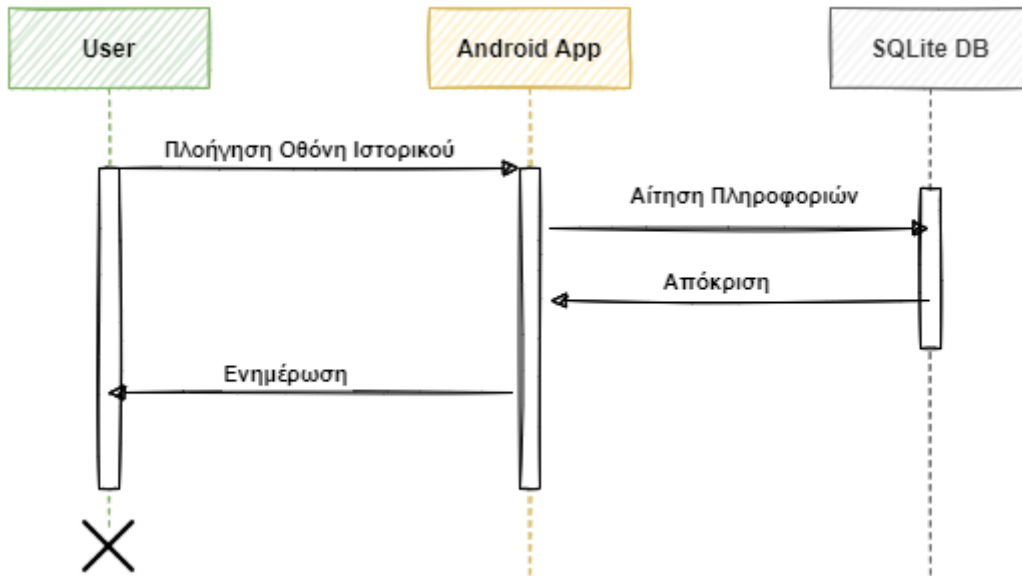 User
Android App
SQLite DB
Πλοήγηση Οθόνη Ιστορικού
Αίτηση Πληροφοριών
Απόκριση
Ενημέρωση